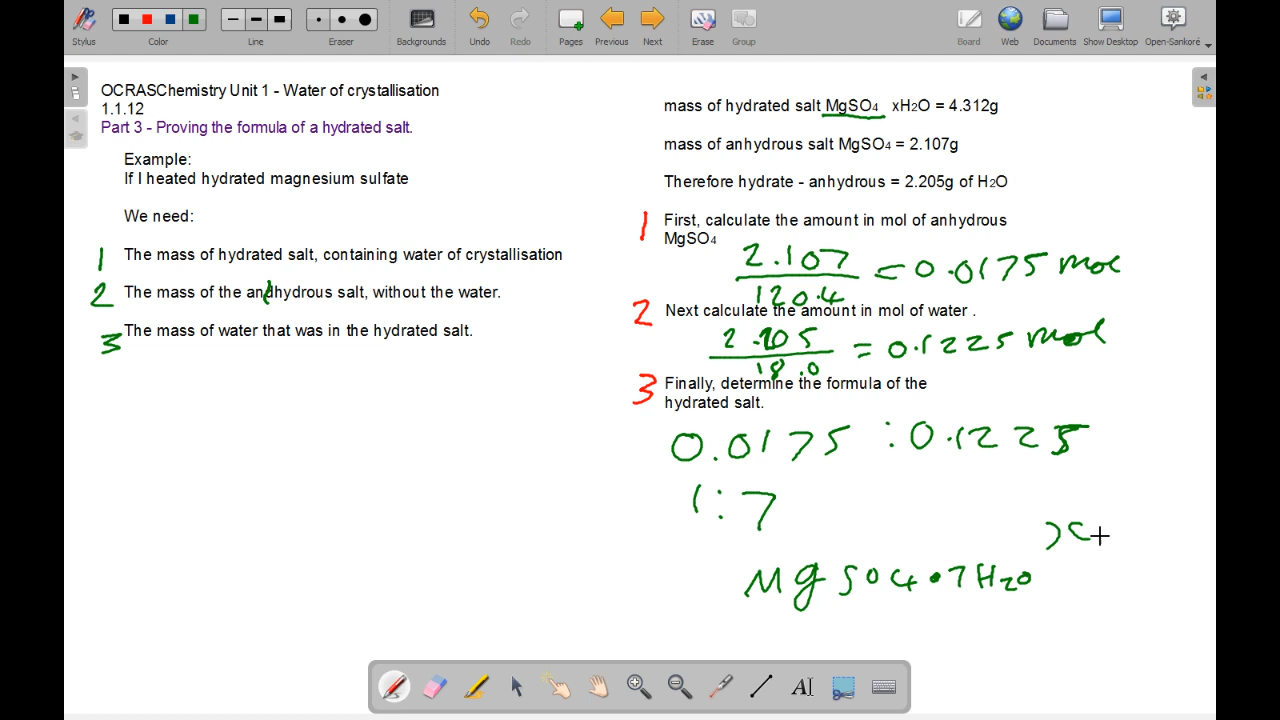 Stylus
Color
Line
Eraser
Backgrounds
Undo
Redo
Pages
Previous
Next
Erase
Group
Board
Web
Documents
Show Desktop
Open-Sankoré
OCRASChemistry Unit 1 - Water of crystallisation
1.1.12
Part 3 - Proving the formula of a hydrated salt.
Example:
If I heated hydrated magnesium sulfate
We need:
1 The mass of hydrated salt, containing water of crystallisation
2 The mass of the andhydrous salt, without the water.
3 The mass of water that was in the hydrated salt.
mass of hydrated salt MgSO4 xH2O = 4.312g
mass of anhydrous salt MgSO4 = 2.107g
Therefore hydrate - anhydrous = 2.205g of H2O
1 First, calculate the amount in mol of anhydrous
MgSO4
2.107
120.4
= 0.0175 mol
2 Next calculate the amount in mol of water .
2.205
18.0
= 0.1225 mol
3 Finally, determine the formula of the
hydrated salt.
0.0175 : 0.1225
1:7
x
MgSO4•7H2O